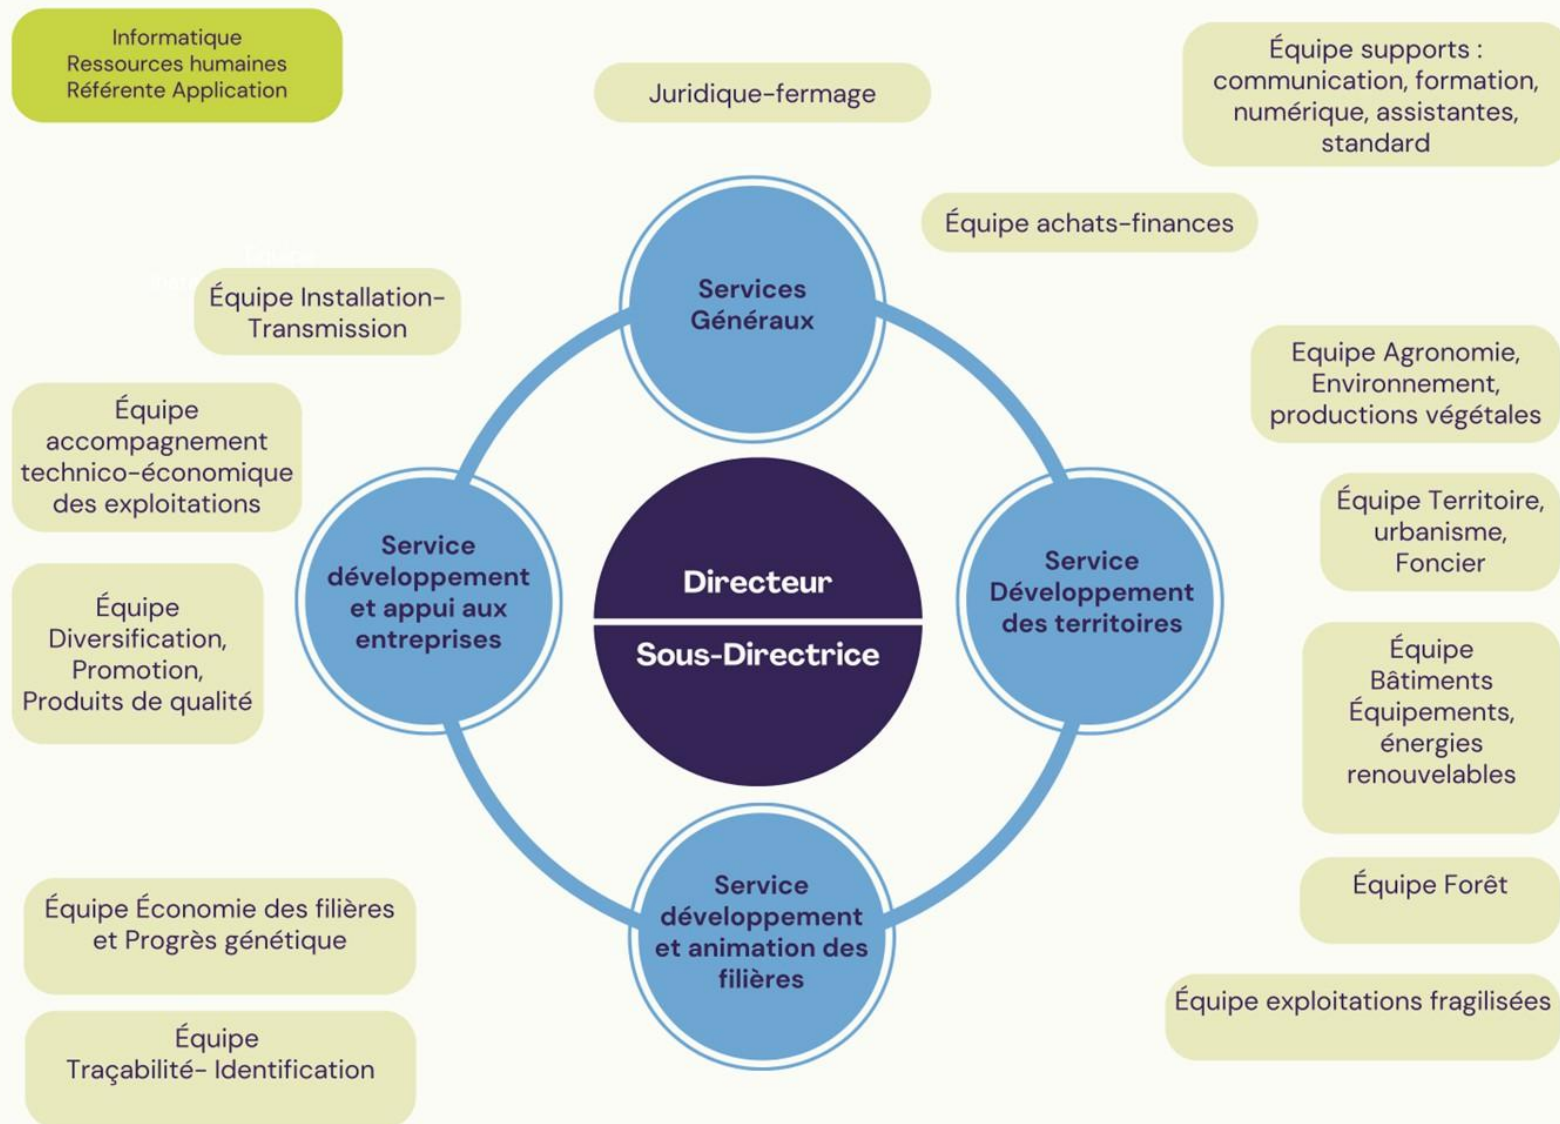 Informatique
Ressources humaines
Référente Application
Juridique-fermage
Équipe supports :
communication, formation,
numérique, assistantes,
standard
Équipe achats-finances
Services
Généraux
Équipe Installation-
Transmission
Equipe Agronomie,
Environnement,
productions végétales
Équipe
accompagnement
technico-économique
des exploitations
Équipe Territoire,
urbanisme,
Foncier
Service
développement
et appui aux
entreprises
Directeur
Sous-Directrice
Service
Développement
des territoires
Équipe
Diversification,
Promotion,
Produits de qualité
Équipe
Bâtiments
Équipements,
énergies
renouvelables
Service
développement
et animation des
filières
Équipe Forêt
Équipe Économie des filières
et Progrès génétique
Équipe exploitations fragilisées
Équipe
Traçabilité- Identification